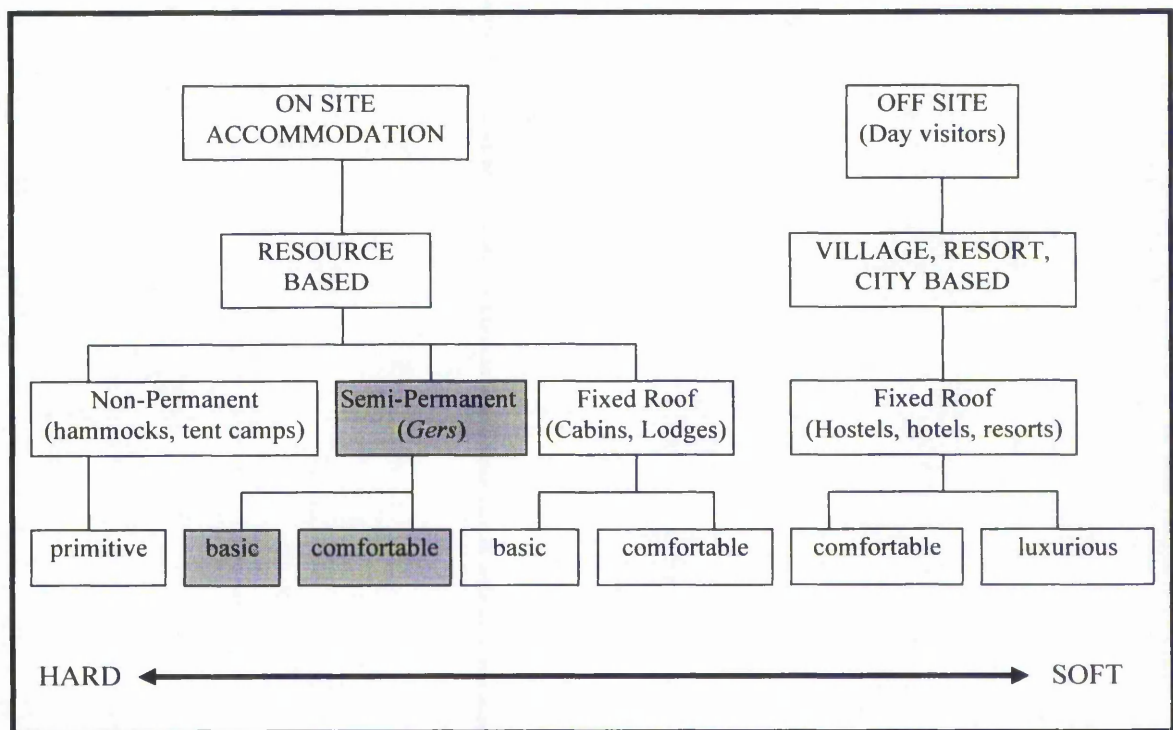 ON SITE
ACCOMMODATION
OFF SITE
(Day visitors)
RESOURCE
BASED
VILLAGE, RESORT,
CITY BASED
Non-Permanent
(hammocks, tent camps)
Semi-Permanent
(Gers)
Fixed Roof
(Cabins, Lodges)
Fixed Roof
(Hostels, hotels, resorts)
primitive
basic
comfortable
basic
comfortable
comfortable
luxurious
HARD
SOFT